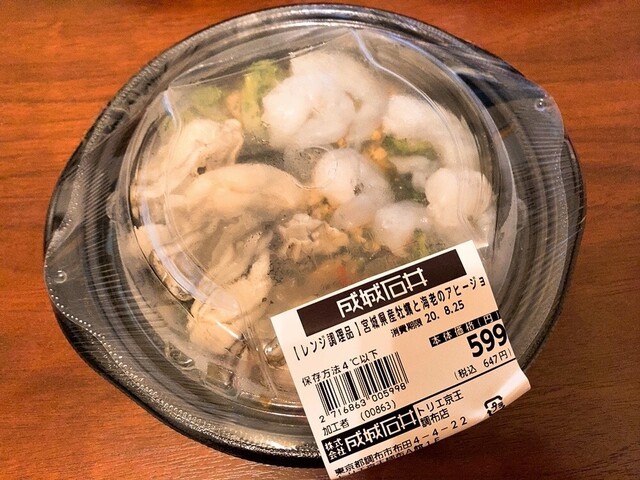 成城石井
【レンジ調理品】宮城県産牡蠣と海老のアヒージョ
消費期限 20. 8.25
保存方法4℃以下
本体価格(円)
599
(税込 647円)
2 716863 005998
加工者 (00863)
株式会社 成城石井 トリエ京王調布店
東京都調布市布田4-4-22